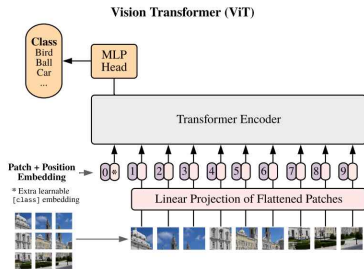 Vision Transformer (ViT)
Class
Bird
Ball
Car
...
MLP
Head
Transformer Encoder
Patch + Position
Embedding
0 * 1 2 3 4 5 6 7 8 9
* Extra learnable
[class] embedding
Linear Projection of Flattened Patches